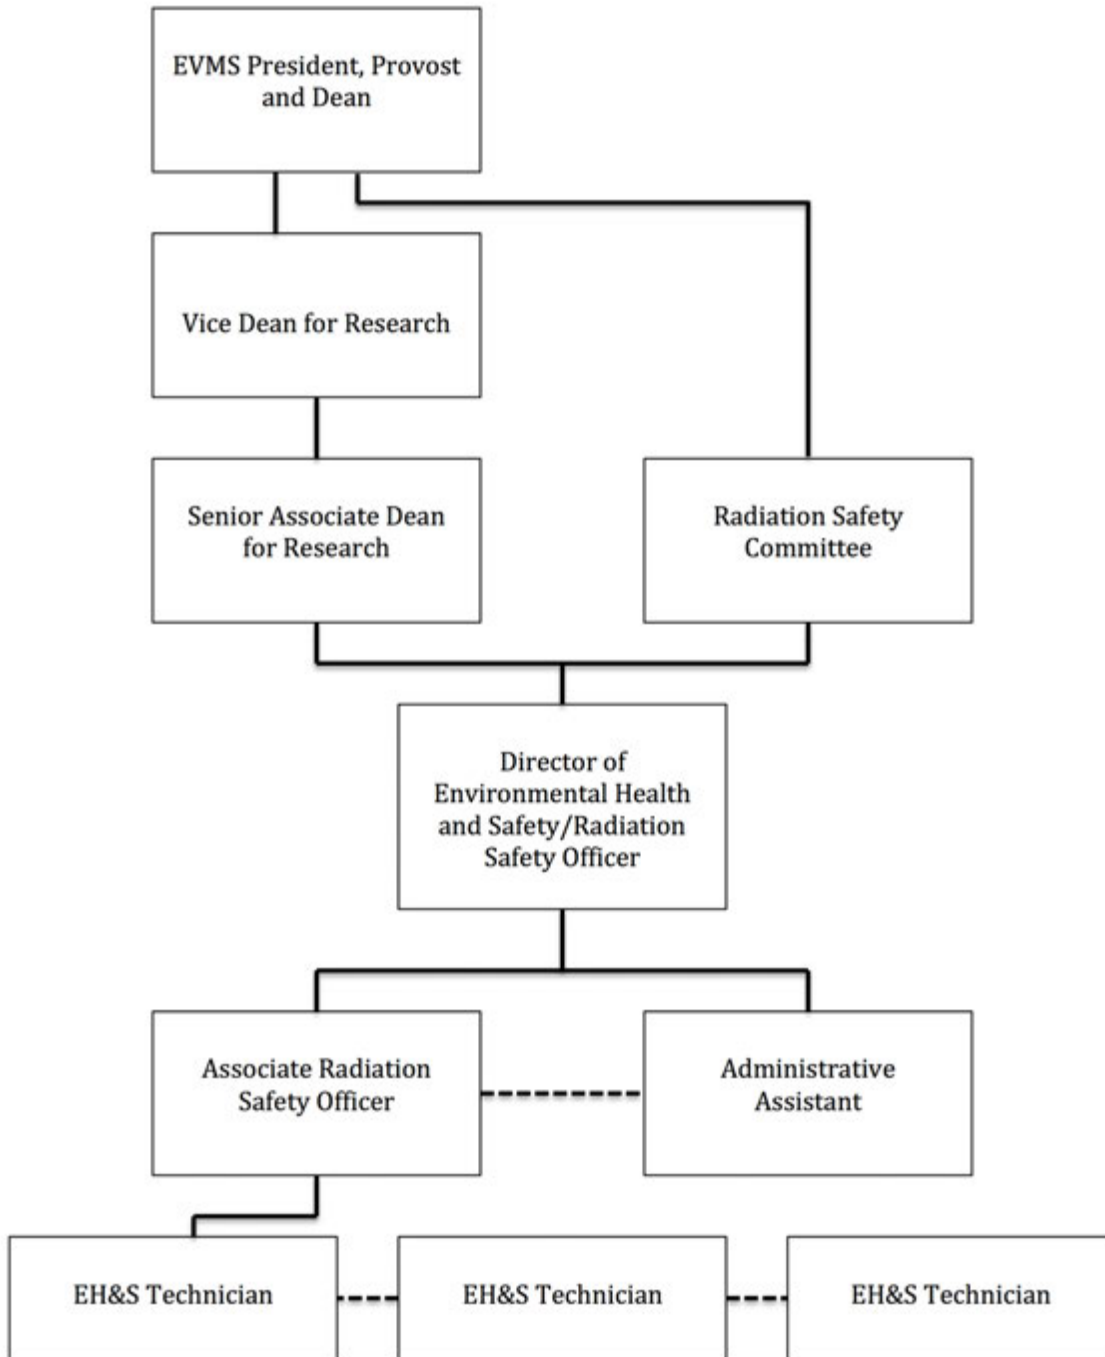 EVMS President, Provost
and Dean
Vice Dean for Research
Senior Associate Dean
for Research
Radiation Safety
Committee
Director of
Environmental Health
and Safety/Radiation
Safety Officer
Associate Radiation
Safety Officer
Administrative
Assistant
EH&S Technician
EH&S Technician
EH&S Technician